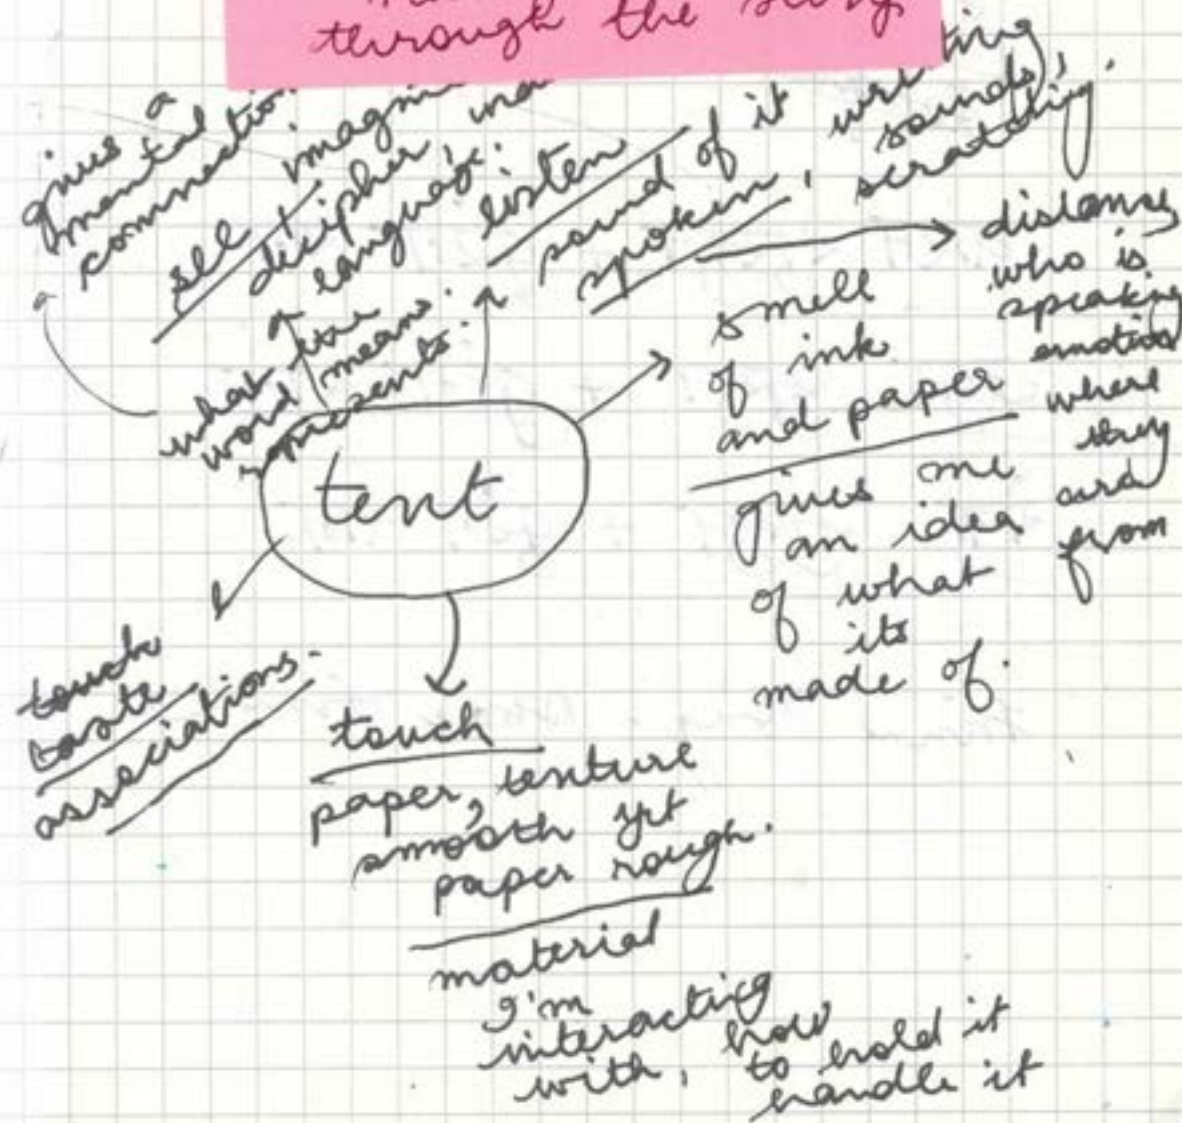 through the story
gives a
mental
connection.
see
imagin
decipher,
language.
what the
word means
represents.
listen
sound of it
spoken, writing
sounds,
scratching.
distance,
who is
speaking
emotion
where
they
are
from
smell
of ink
and paper
gives me
an idea
of what
its
made of.
tent
touch
taste
associations.
touch
paper, texture
smooth yet
paper rough.
material
I'm
interacting
with, how
to hold it
handle it